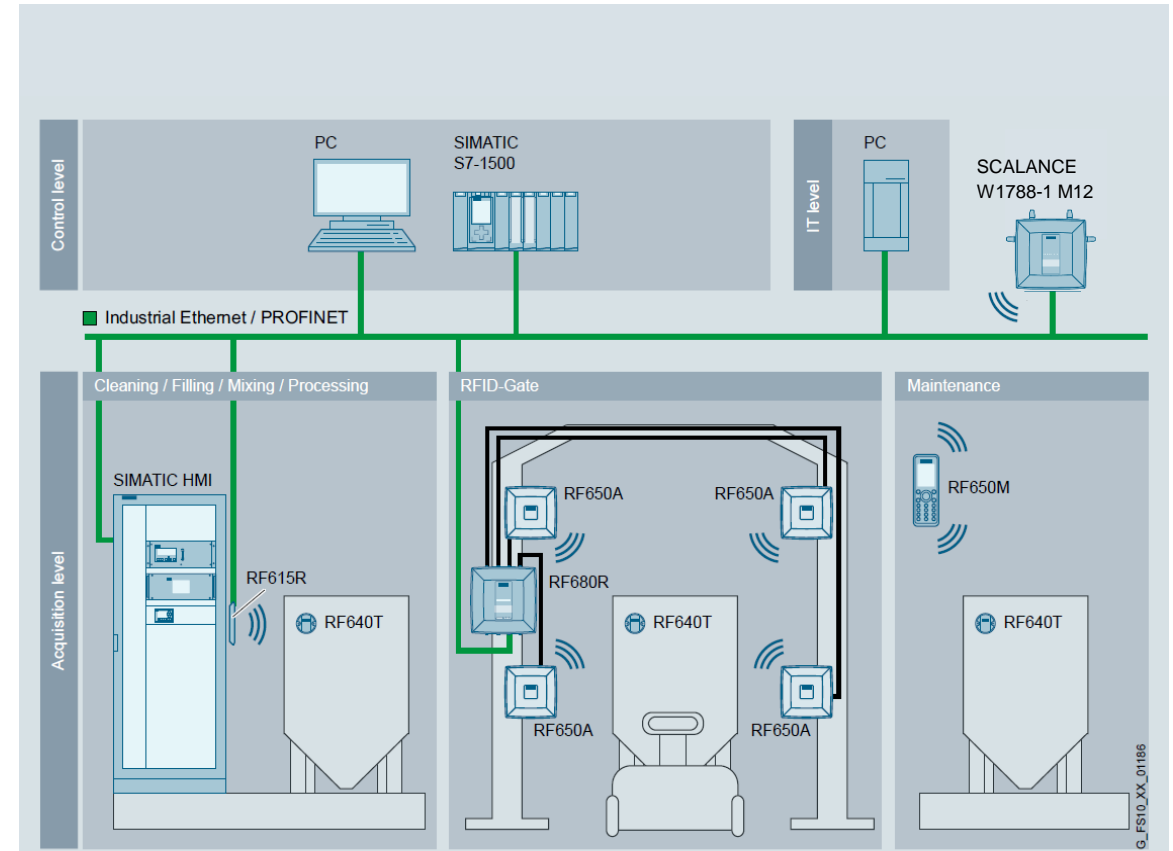 Control level
PC
SIMATIC
S7-1500
IT level
PC
SCALANCE
W1788-1 M12
Industrial Ethernet / PROFINET
Acquisition level
Cleaning / Filling / Mixing / Processing
SIMATIC HMI
RF615R
RF640T
RFID-Gate
RF650A
RF650A
RF680R
RF640T
RF650A
RF650A
Maintenance
RF650M
RF640T
G_FS10_XX_01186